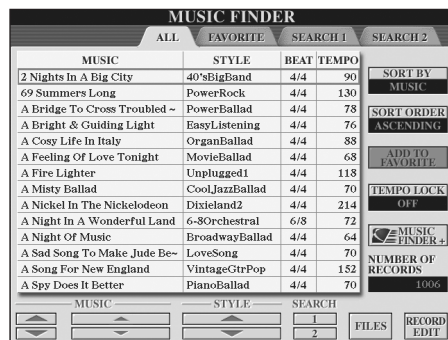 MUSIC FINDER
ALL FAVORITE SEARCH 1 SEARCH 2
MUSIC STYLE BEAT TEMPO
2 Nights In A Big City 40'sBigBand 4/4 90
69 Summers Long PowerRock 4/4 130
A Bridge To Cross Troubled ~ PowerBallad 4/4 78
A Bright & Guiding Light EasyListening 4/4 76
A Cosy Life In Italy OrganBallad 4/4 88
A Feeling Of Love Tonight MovieBallad 4/4 68
A Fire Lighter Unplugged1 4/4 118
A Misty Ballad CoolJazzBallad 4/4 70
A Nickel In The Nickelodeon Dixieland2 4/4 214
A Night In A Wonderful Land 6-8Orchestral 6/8 72
A Night Of Music BroadwayBallad 4/4 64
A Sad Song To Make Jude Be~ LoveSong 4/4 70
A Song For New England VintageGtrPop 4/4 152
A Spy Does It Better PianoBallad 4/4 70
SORT BY
MUSIC
SORT ORDER
ASCENDING
ADD TO
FAVORITE
TEMPO LOCK
OFF
MUSIC
FINDER+
NUMBER OF
RECORDS
1006
MUSIC STYLE SEARCH
1
2
FILES
RECORD
EDIT